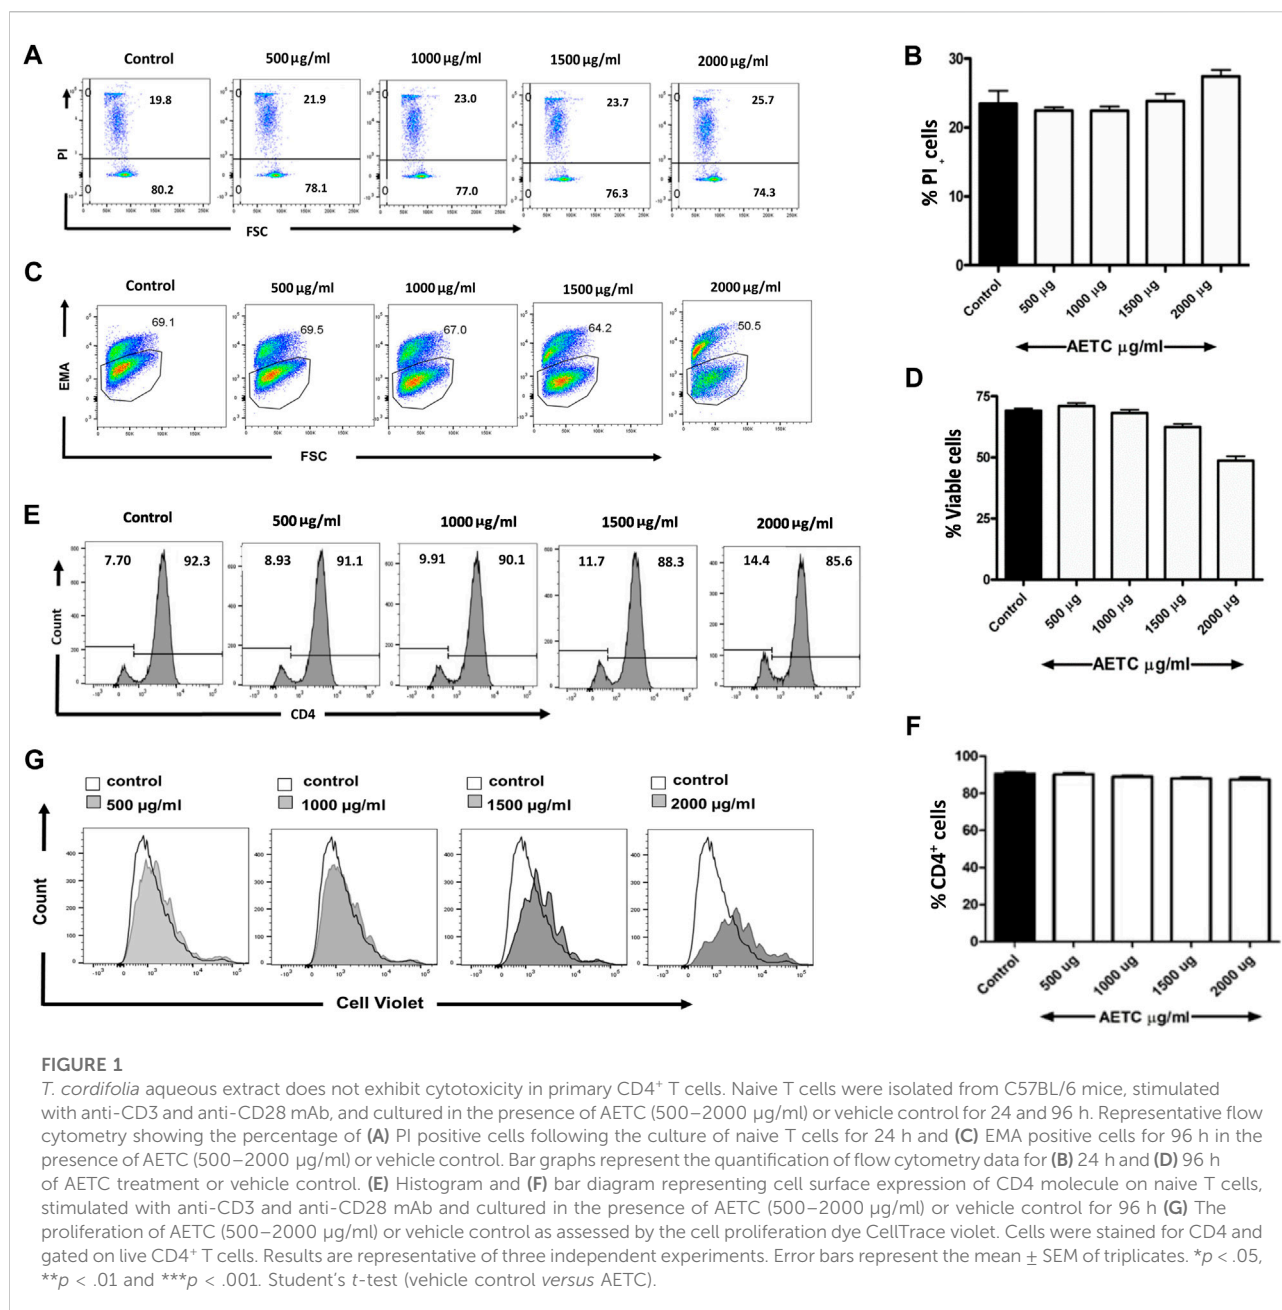 A
Control
500 μg/ml
1000 μg/ml
1500 μg/ml
2000 μg/ml
19.8
21.9
23.0
23.7
25.7
80.2
78.1
77.0
76.3
74.3
PI
FSC
B
% PI + cells
30
20
10
0
Control
500 μg
1000 μg
1500 μg
2000 μg
AETC μg/ml
C
Control
500 μg/ml
1000 μg/ml
1500 μg/ml
2000 μg/ml
69.1
69.5
67.0
64.2
50.5
EMA
FSC
D
% Viable cells
75
50
25
0
Control
500 μg
1000 μg
1500 μg
2000 μg
AETC μg/ml
E
Control
500 μg/ml
1000 μg/ml
1500 μg/ml
2000 μg/ml
7.70 92.3
8.93 91.1
9.91 90.1
11.7 88.3
14.4 85.6
Count
CD4
F
% CD4⁺ cells
100
80
60
40
20
0
Control
500 ug
1000 ug
1500 ug
2000 ug
AETC μg/ml
G
control
500 μg/ml
control
1000 μg/ml
control
1500 μg/ml
control
2000 μg/ml
Count
Cell Violet
FIGURE 1
T. cordifolia aqueous extract does not exhibit cytotoxicity in primary CD4⁺ T cells. Naive T cells were isolated from C57BL/6 mice, stimulated
with anti-CD3 and anti-CD28 mAb, and cultured in the presence of AETC (500–2000 μg/ml) or vehicle control for 24 and 96 h. Representative flow
cytometry showing the percentage of (A) PI positive cells following the culture of naive T cells for 24 h and (C) EMA positive cells for 96 h in the
presence of AETC (500–2000 μg/ml) or vehicle control. Bar graphs represent the quantification of flow cytometry data for (B) 24 h and (D) 96 h
of AETC treatment or vehicle control. (E) Histogram and (F) bar diagram representing cell surface expression of CD4 molecule on naive T cells,
stimulated with anti-CD3 and anti-CD28 mAb and cultured in the presence of AETC (500–2000 μg/ml) or vehicle control for 96 h (G) The
proliferation of AETC (500–2000 μg/ml) or vehicle control as assessed by the cell proliferation dye CellTrace violet. Cells were stained for CD4 and
gated on live CD4⁺ T cells. Results are representative of three independent experiments. Error bars represent the mean ± SEM of triplicates. *p < .05,
**p < .01 and ***p < .001. Student's t-test (vehicle control versus AETC).